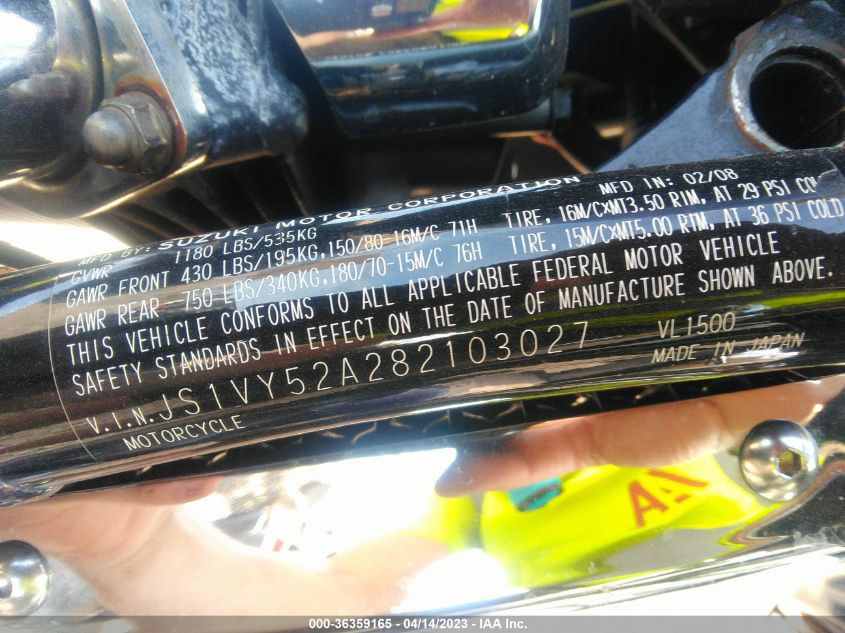 MFD BY: SUZUKI MOTOR CORPORATION MFD IN: 02/08
GVWR 1180 LBS/535KG
GAWR FRONT 430 LBS/195KG,150/80-16M/C 71H TIRE, 16M/CXMT3.50 RIM, AT 29 PSI
GAWR REAR 750 LBS/340KG,180/70-15M/C 76H TIRE, 15M/CXMT5.00 RIM, AT 36 PSI COLD
THIS VEHICLE CONFORMS TO ALL APPLICABLE FEDERAL MOTOR VEHICLE
SAFETY STANDARDS IN EFFECT ON THE DATE OF MANUFACTURE SHOWN ABOVE.
V.I.N.JS1VY52A282103027 VL1500
MOTORCYCLE MADE IN JAPAN
000-36359165 - 04/14/2023 - IAA Inc.